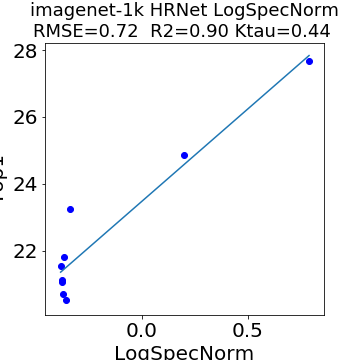 imagenet-1k HRNet LogSpecNorm
RMSE=0.72 R2=0.90 Ktau=0.44
28
26
24
22
0.0 0.5
LogSpecNorm